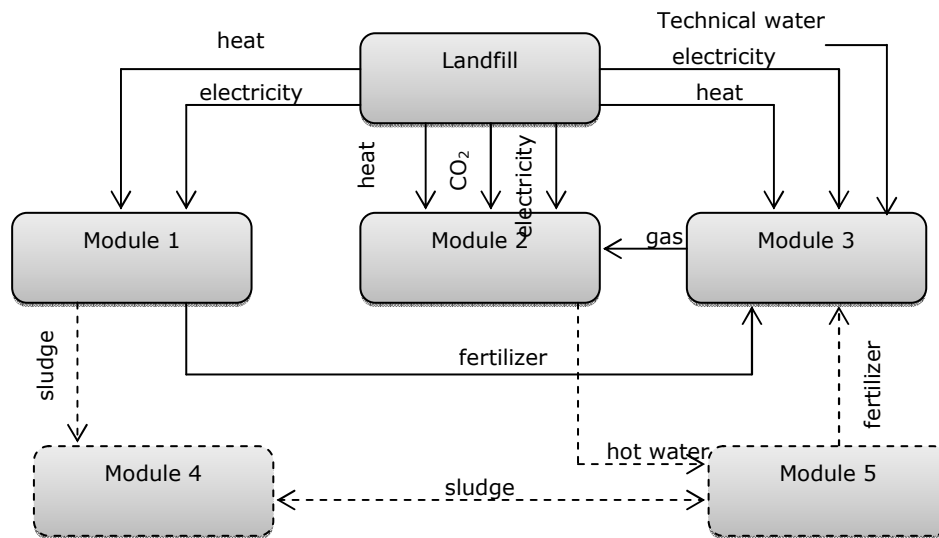 Technical water
heat
Landfill
electricity
electricity
heat
heat
CO₂
electricity
Module 1
Module 2
gas
Module 3
sludge
fertilizer
fertilizer
hot water
Module 4
sludge
Module 5